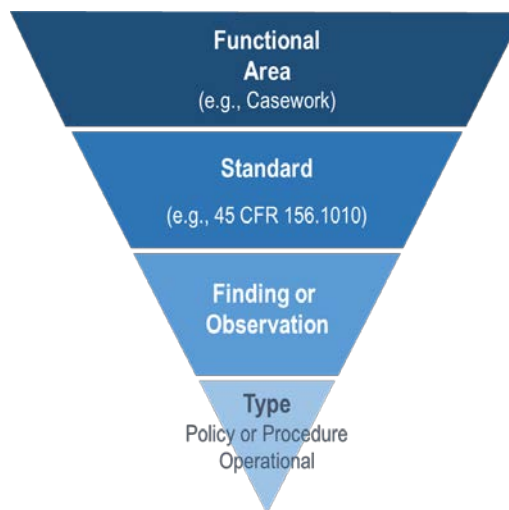 Functional
Area
(e.g., Casework)
Standard
(e.g., 45 CFR 156.1010)
Finding or
Observation
Type
Policy or Procedure
Operational